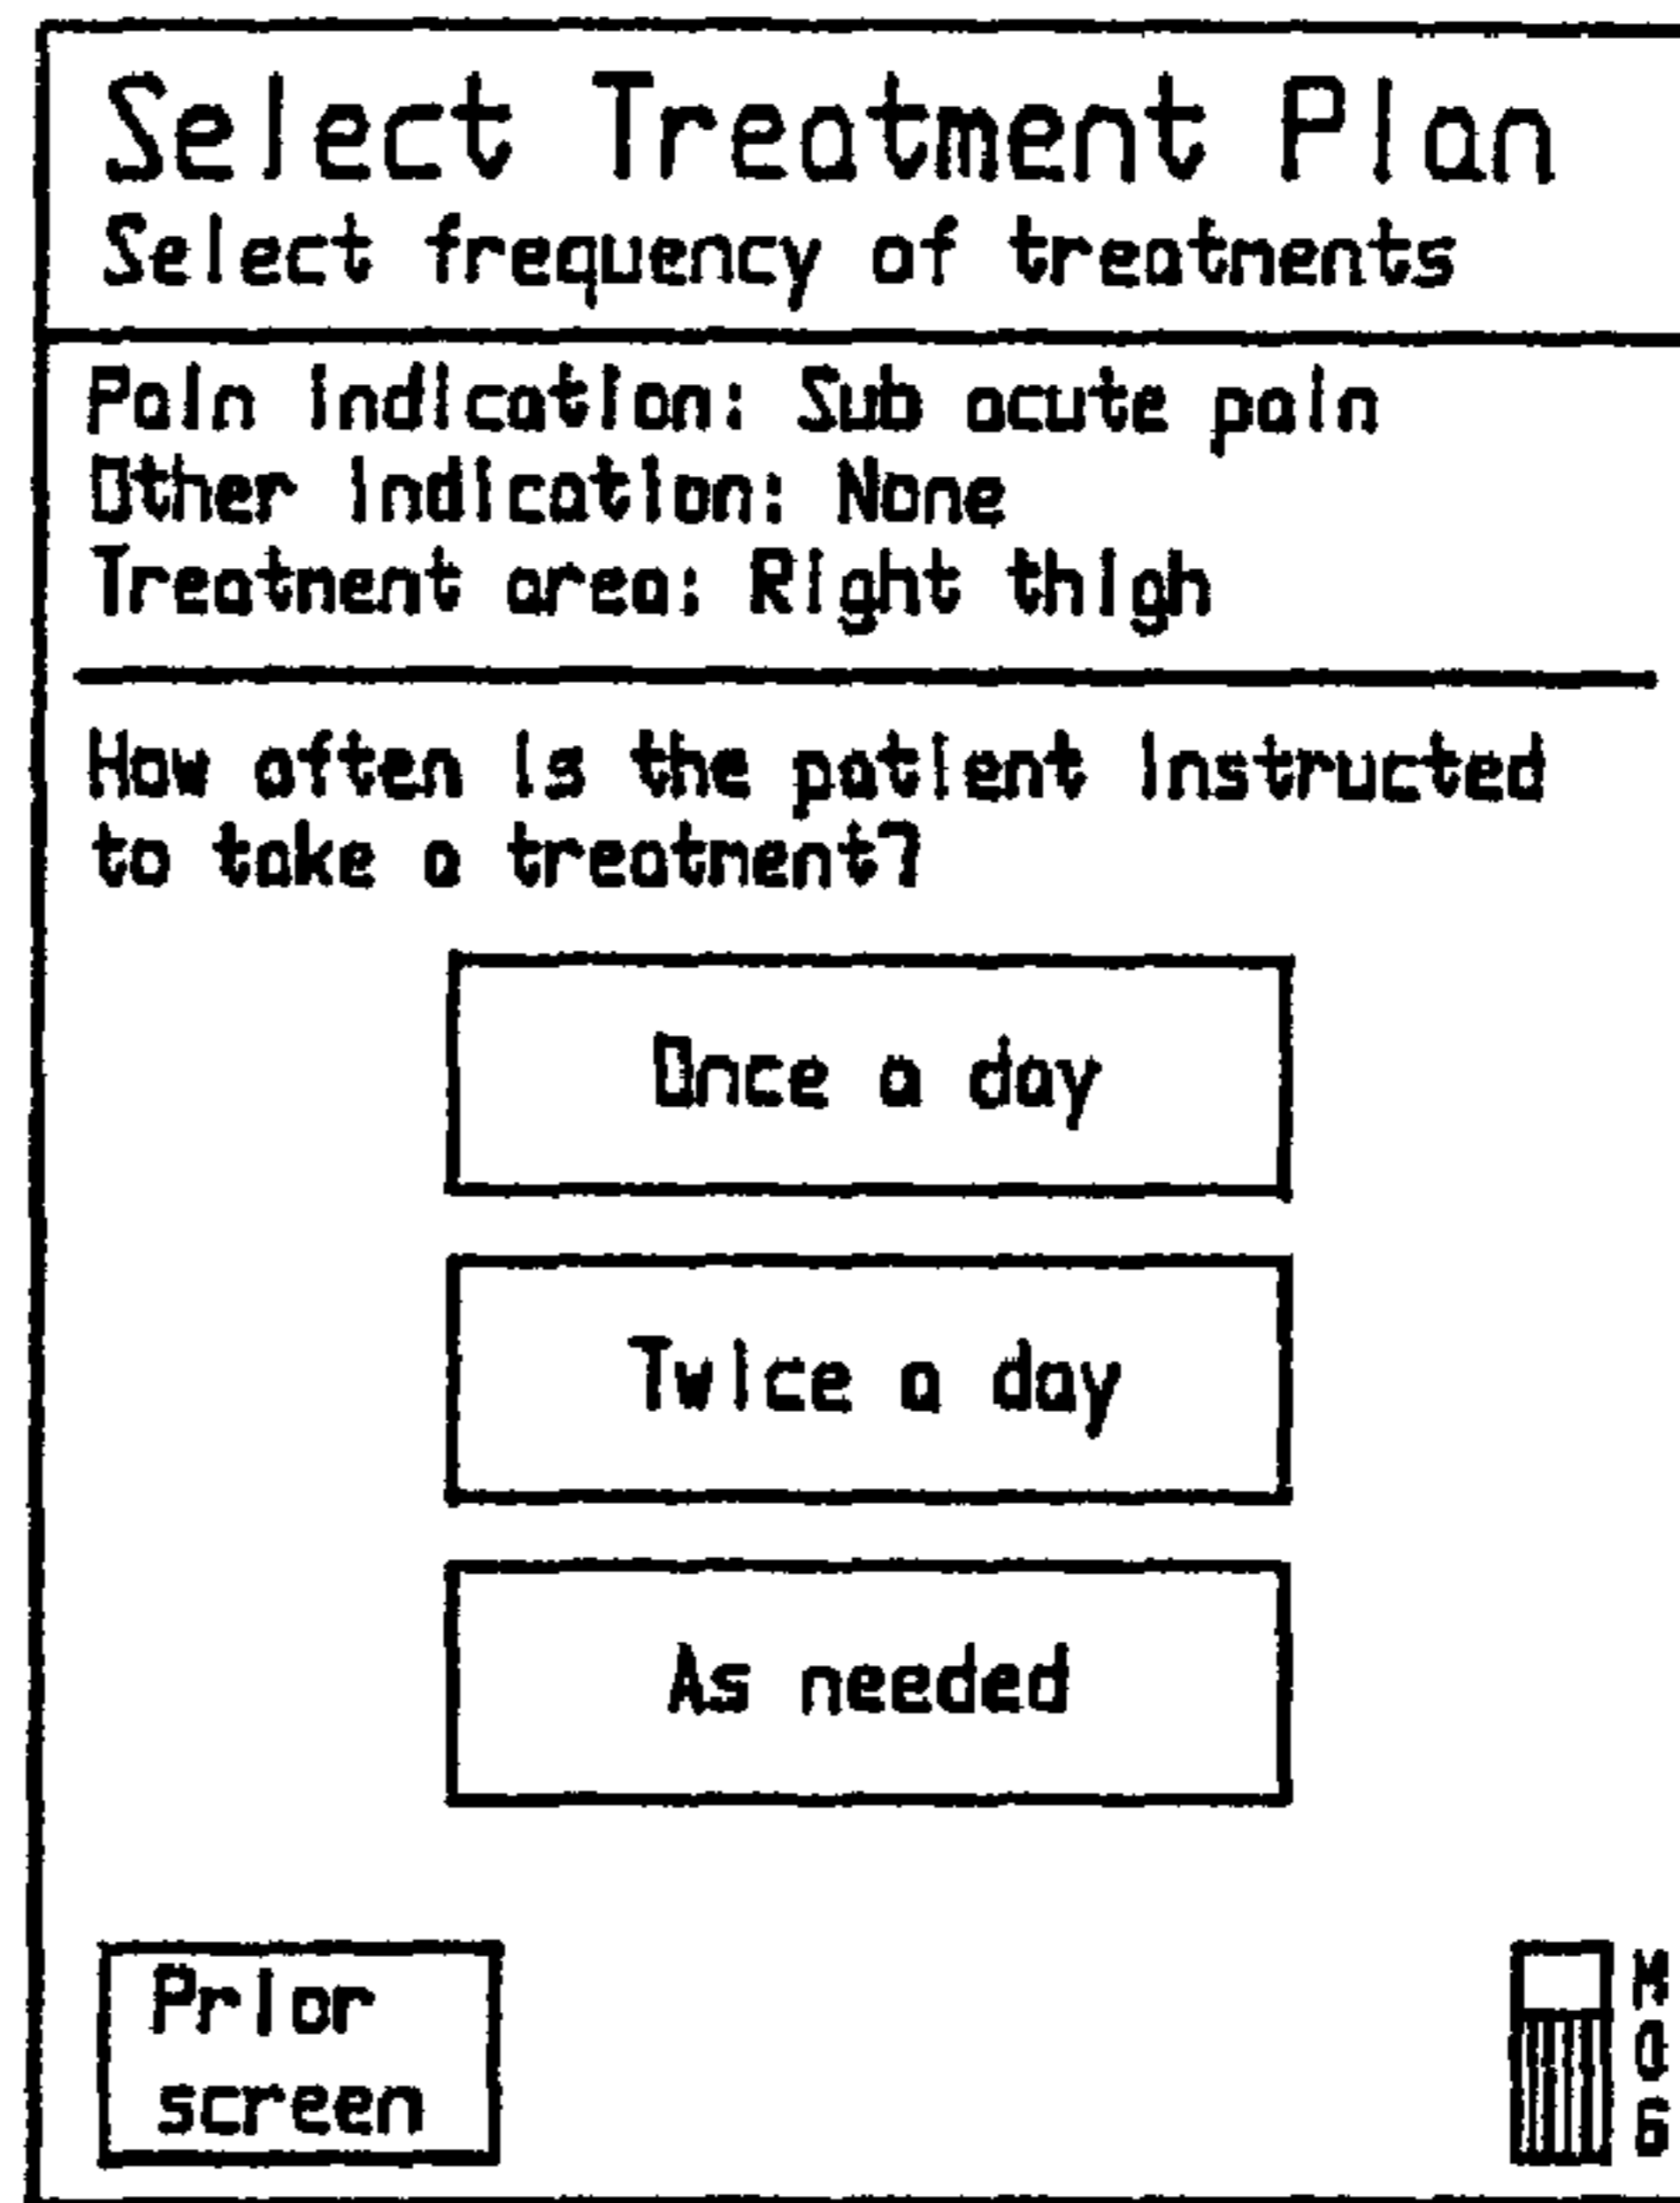 Select Treatment Plan
Select frequency of treatments
Pain indication: Sub acute pain
Other indication: None
Treatment area: Right thigh
How often is the patient instructed
to take a treatment?
Once a day
Twice a day
As needed
Prior
screen